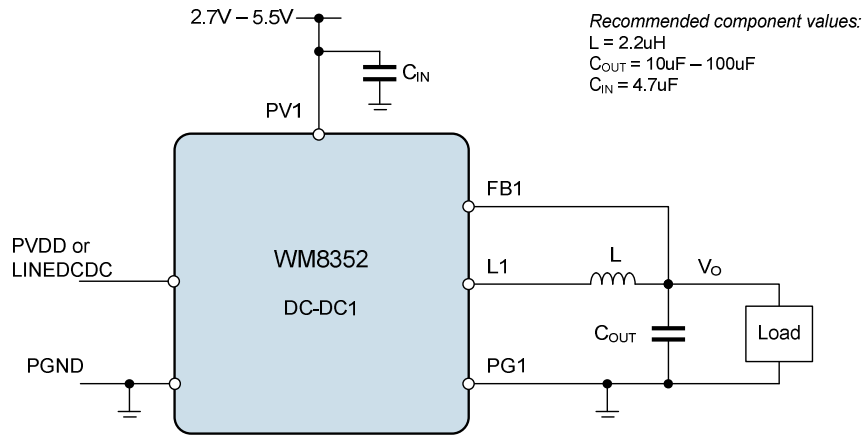 2.7V – 5.5V
Recommended component values:
L = 2.2uH
COUT = 10uF – 100uF
CIN = 4.7uF
CIN
PV1
FB1
PVDD or
LINEDCDC
WM8352
DC-DC1
L1
L
VO
COUT
Load
PGND
PG1